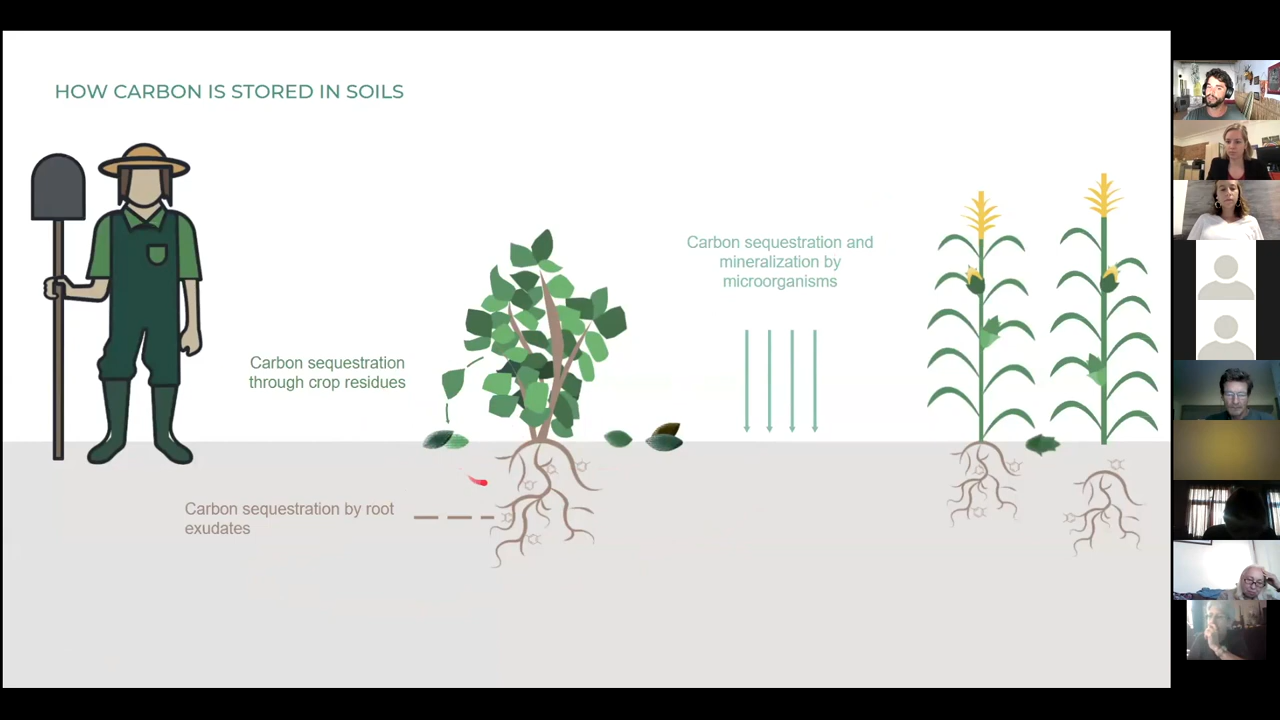 HOW CARBON IS STORED IN SOILS
Carbon sequestration and
mineralization by
microorganisms
Carbon sequestration
through crop residues
Carbon sequestration by root
exudates